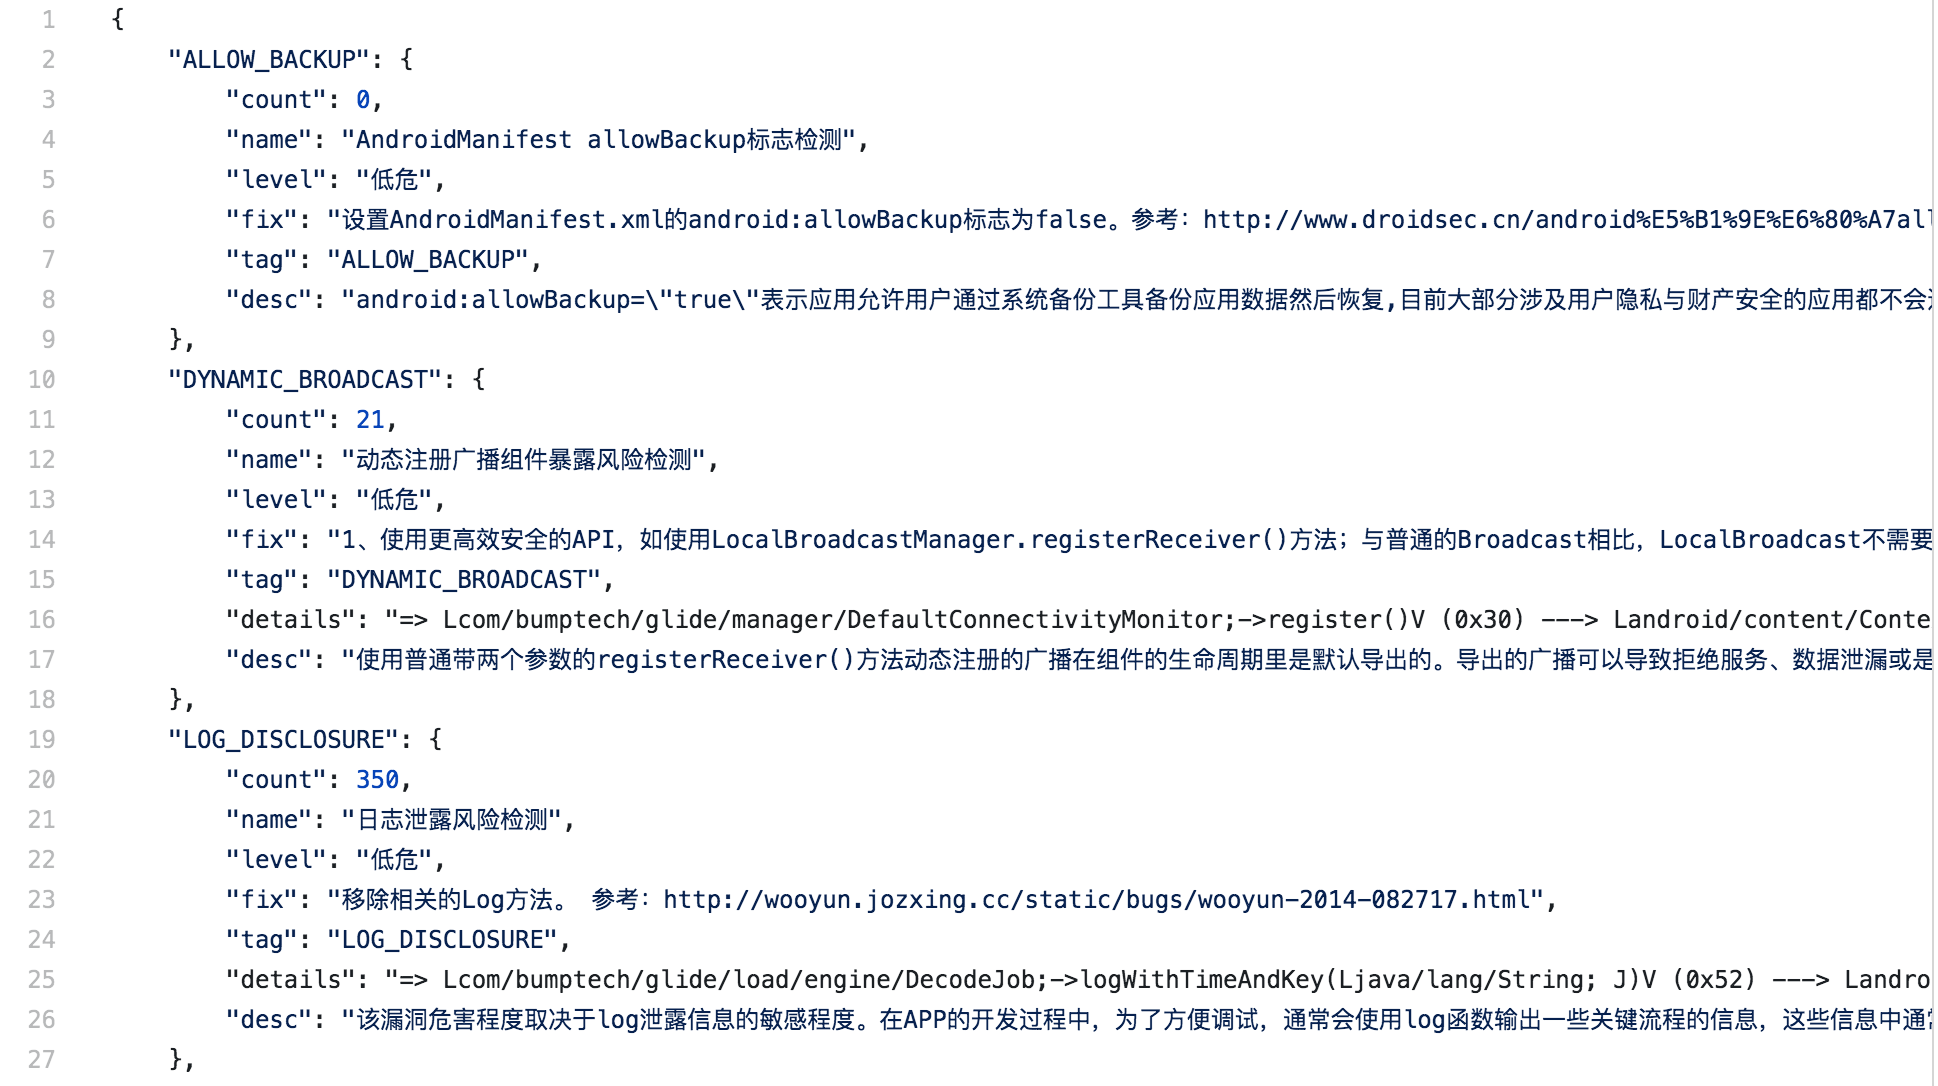 1 {
2 "ALLOW_BACKUP": {
3 "count": 0,
4 "name": "AndroidManifest allowBackup标志检测",
5 "level": "低危",
6 "fix": "设置AndroidManifest.xml的android:allowBackup标志为false。参考：http://www.droidsec.cn/android%E5%B1%9E%E6%80%A7all
7 "tag": "ALLOW_BACKUP",
8 "desc": "android:allowBackup=\"true\"表示应用允许用户通过系统备份工具备份应用数据然后恢复,目前大部分涉及用户隐私与财产安全的应用都不会
9 },
10 "DYNAMIC_BROADCAST": {
11 "count": 21,
12 "name": "动态注册广播组件暴露风险检测",
13 "level": "低危",
14 "fix": "1、使用更高效安全的API，如使用LocalBroadcastManager.registerReceiver()方法；与普通的Broadcast相比，LocalBroadcast不需要
15 "tag": "DYNAMIC_BROADCAST",
16 "details": "=> Lcom/bumptech/glide/manager/DefaultConnectivityMonitor;->register()V (0x30) ---> Landroid/content/Conte
17 "desc": "使用普通带两个参数的registerReceiver()方法动态注册的广播在组件的生命周期里是默认导出的。导出的广播可以导致拒绝服务、数据泄漏或是
18 },
19 "LOG_DISCLOSURE": {
20 "count": 350,
21 "name": "日志泄露风险检测",
22 "level": "低危",
23 "fix": "移除相关的Log方法。 参考：http://wooyun.jozxing.cc/static/bugs/wooyun-2014-082717.html",
24 "tag": "LOG_DISCLOSURE",
25 "details": "=> Lcom/bumptech/glide/load/engine/DecodeJob;->logWithTimeAndKey(Ljava/lang/String; J)V (0x52) ---> Landro
26 "desc": "该漏洞危害程度取决于log泄露信息的敏感程度。在APP的开发过程中，为了方便调试，通常会使用log函数输出一些关键流程的信息，这些信息中通
27 },